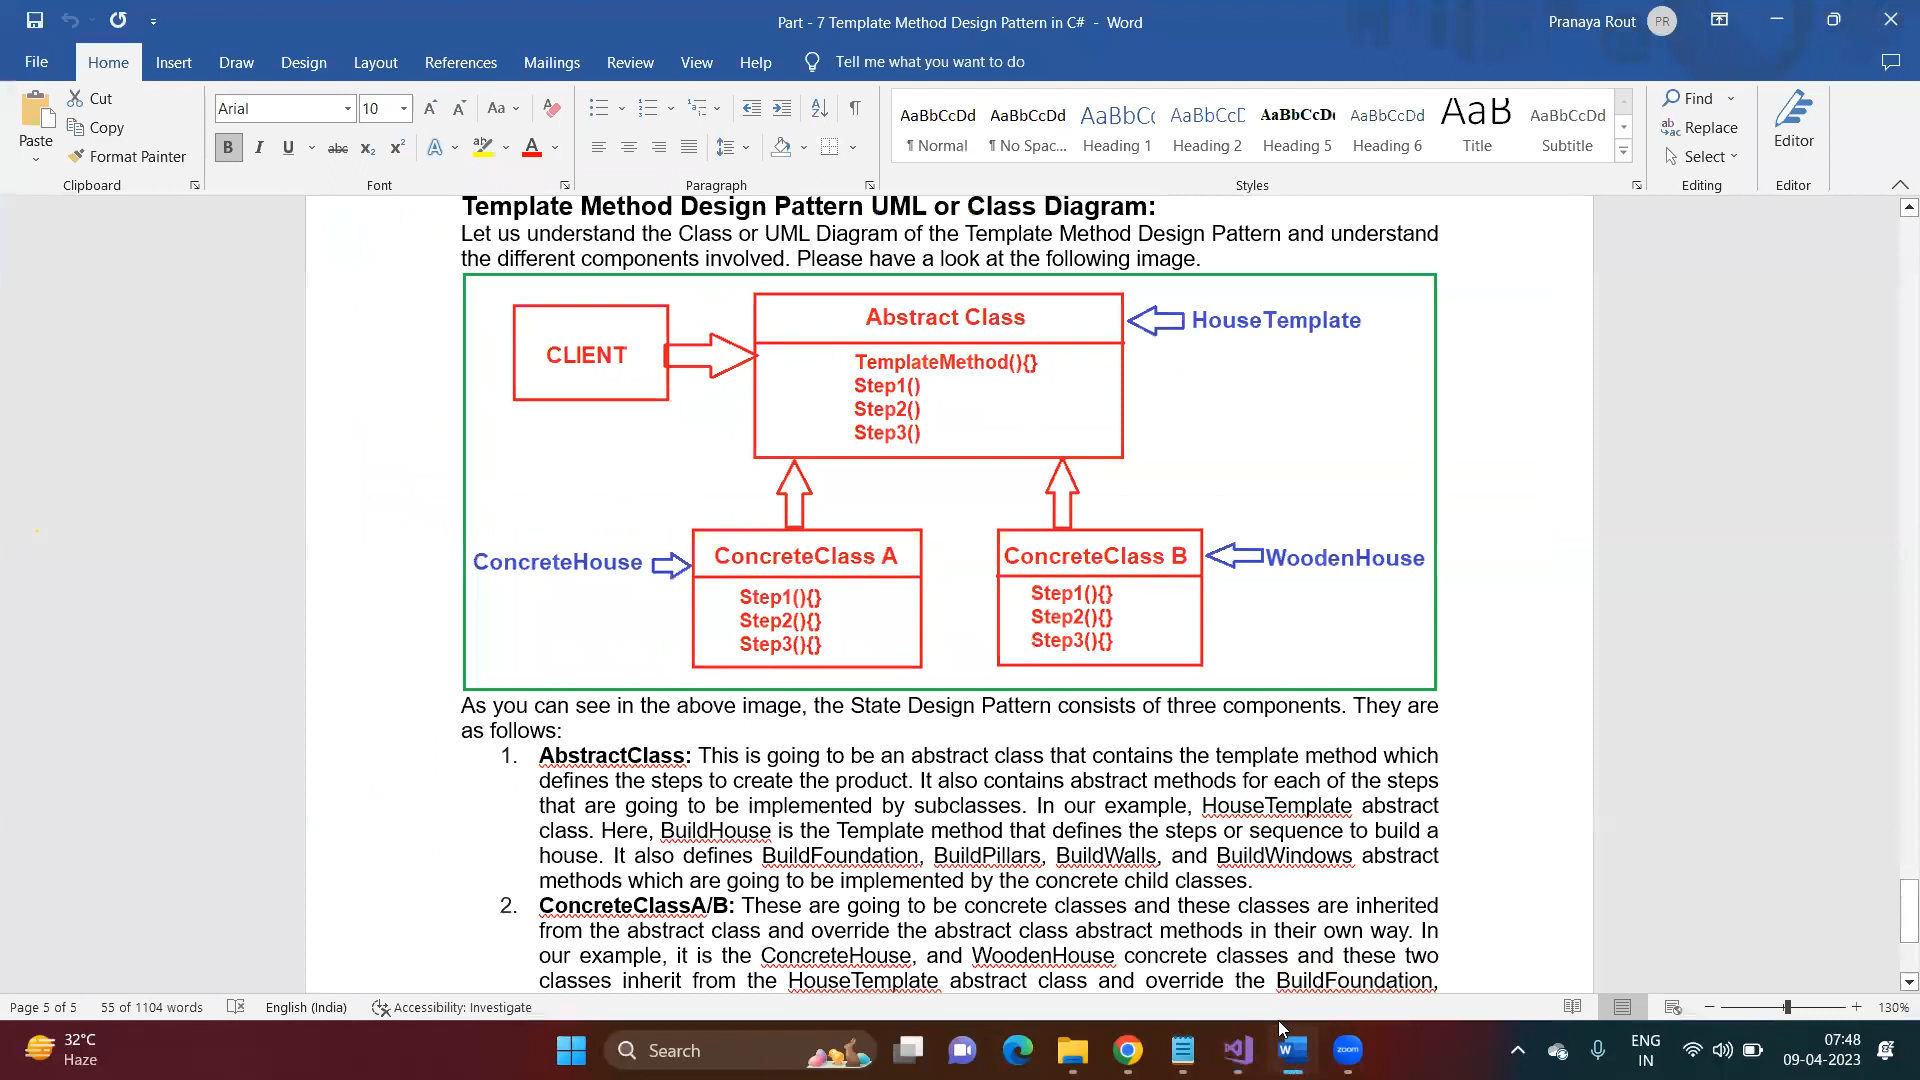 Part - 7 Template Method Design Pattern in C# - Word
Pranaya Rout PR
File Home Insert Draw Design Layout References Mailings Review View Help Tell me what you want to do
Paste
Cut
Copy
Format Painter
Clipboard
Arial 10
Font
Paragraph
AaBbCcDd AaBbCcDd AaBbCc AaBbCcD AaBbCcDd AaBbCcDd AaB AaBbCcDd
¶ Normal ¶ No Spac... Heading 1 Heading 2 Heading 5 Heading 6 Title Subtitle
Styles
Find
Replace
Select
Editing
Editor
Editor
Template Method Design Pattern UML or Class Diagram:
Let us understand the Class or UML Diagram of the Template Method Design Pattern and understand
the different components involved. Please have a look at the following image.
CLIENT
Abstract Class
TemplateMethod(){}
Step1()
Step2()
Step3()
HouseTemplate
ConcreteHouse
ConcreteClass A
Step1(){}
Step2(){}
Step3(){}
ConcreteClass B
Step1(){}
Step2(){}
Step3(){}
WoodenHouse
As you can see in the above image, the State Design Pattern consists of three components. They are
as follows:
1. AbstractClass: This is going to be an abstract class that contains the template method which
defines the steps to create the product. It also contains abstract methods for each of the steps
that are going to be implemented by subclasses. In our example, HouseTemplate abstract
class. Here, BuildHouse is the Template method that defines the steps or sequence to build a
house. It also defines BuildFoundation, BuildPillars, BuildWalls, and BuildWindows abstract
methods which are going to be implemented by the concrete child classes.
2. ConcreteClassA/B: These are going to be concrete classes and these classes are inherited
from the abstract class and override the abstract class abstract methods in their own way. In
our example, it is the ConcreteHouse, and WoodenHouse concrete classes and these two
classes inherit from the HouseTemplate abstract class and override the BuildFoundation,
Page 5 of 5 55 of 1104 words English (India) Accessibility: Investigate 130%
32°C
Haze
Search
zoom
ENG
IN
07:48
09-04-2023